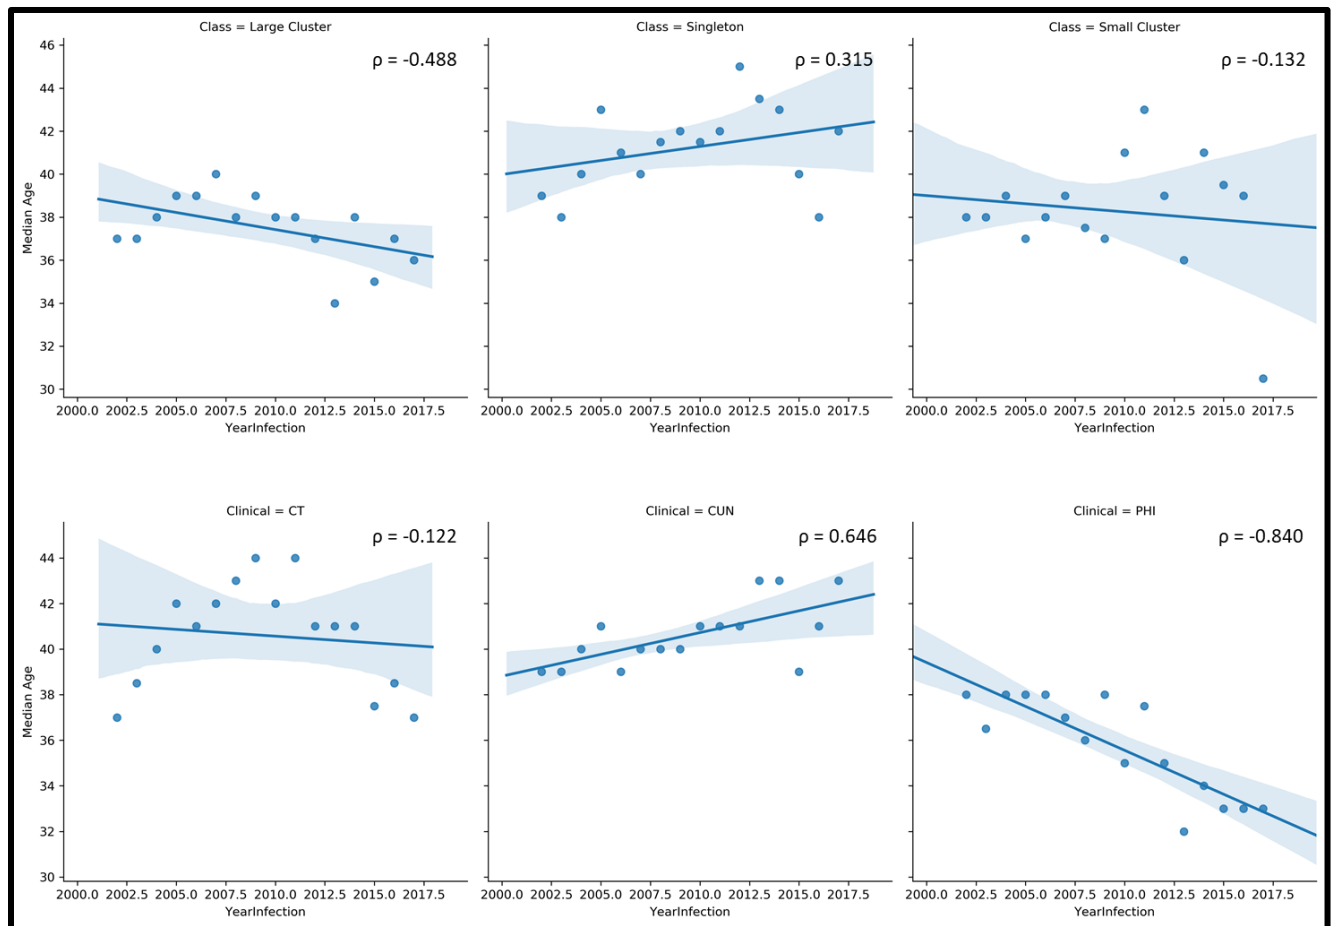 Class = Large Cluster
Class = Singleton
Class = Small Cluster
ρ = -0.488
ρ = 0.315
ρ = -0.132
Median Age
46
44
42
40
38
36
34
32
30
2000.0 2002.5 2005.0 2007.5 2010.0 2012.5 2015.0 2017.5
2000.0 2002.5 2005.0 2007.5 2010.0 2012.5 2015.0 2017.5
2000.0 2002.5 2005.0 2007.5 2010.0 2012.5 2015.0 2017.5
YearInfection
YearInfection
YearInfection
Clinical = CT
Clinical = CUN
Clinical = PHI
ρ = -0.122
ρ = 0.646
ρ = -0.840
Median Age
44
42
40
38
36
34
32
30
2000.0 2002.5 2005.0 2007.5 2010.0 2012.5 2015.0 2017.5
2000.0 2002.5 2005.0 2007.5 2010.0 2012.5 2015.0 2017.5
2000.0 2002.5 2005.0 2007.5 2010.0 2012.5 2015.0 2017.5
YearInfection
YearInfection
YearInfection